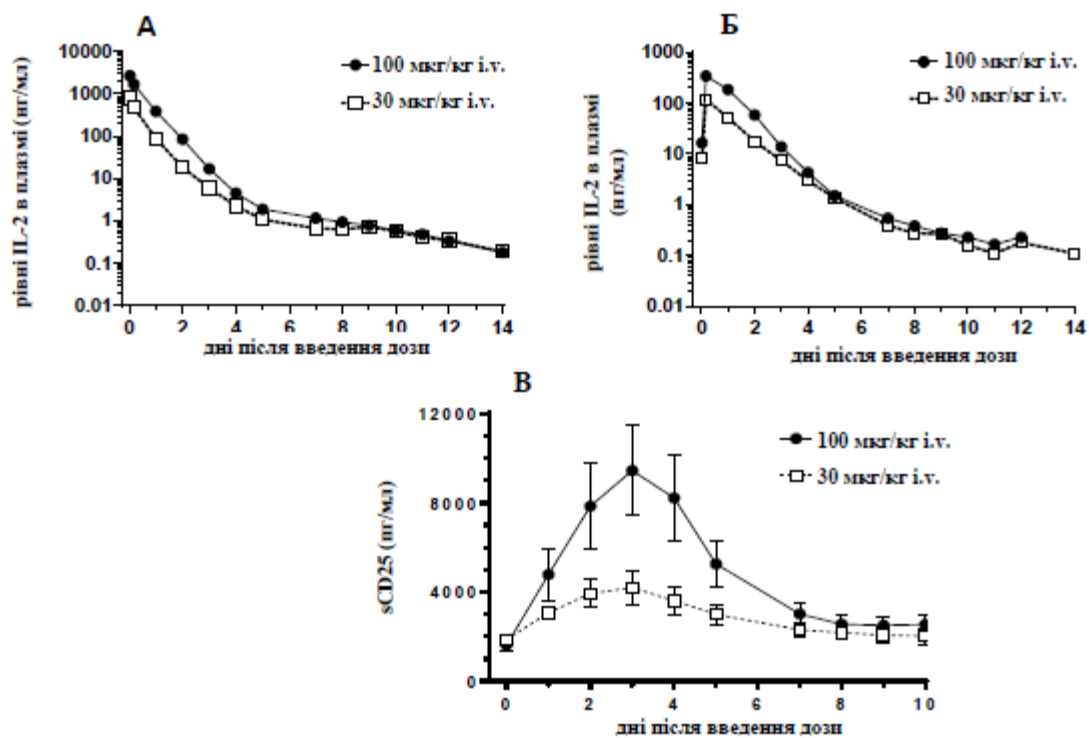 А
10000
1000
100
10
1
0.1
0.01
рівні IL-2 в плазмі (нг/мл)
100 мкг/кг i.v.
30 мкг/кг i.v.
0 2 4 6 8 10 12 14
дні після введення дози
Б
1000
100
10
1
0.1
0.01
рівні IL-2 в плазмі
(нг/мл)
100 мкг/кг i.v.
30 мкг/кг i.v.
0 2 4 6 8 10 12 14
дні після введення дози
В
12000
8000
4000
0
sCD25 (пг/мл)
100 мкг/кг i.v.
30 мкг/кг i.v.
0 2 4 6 8 10
дні після введення дози